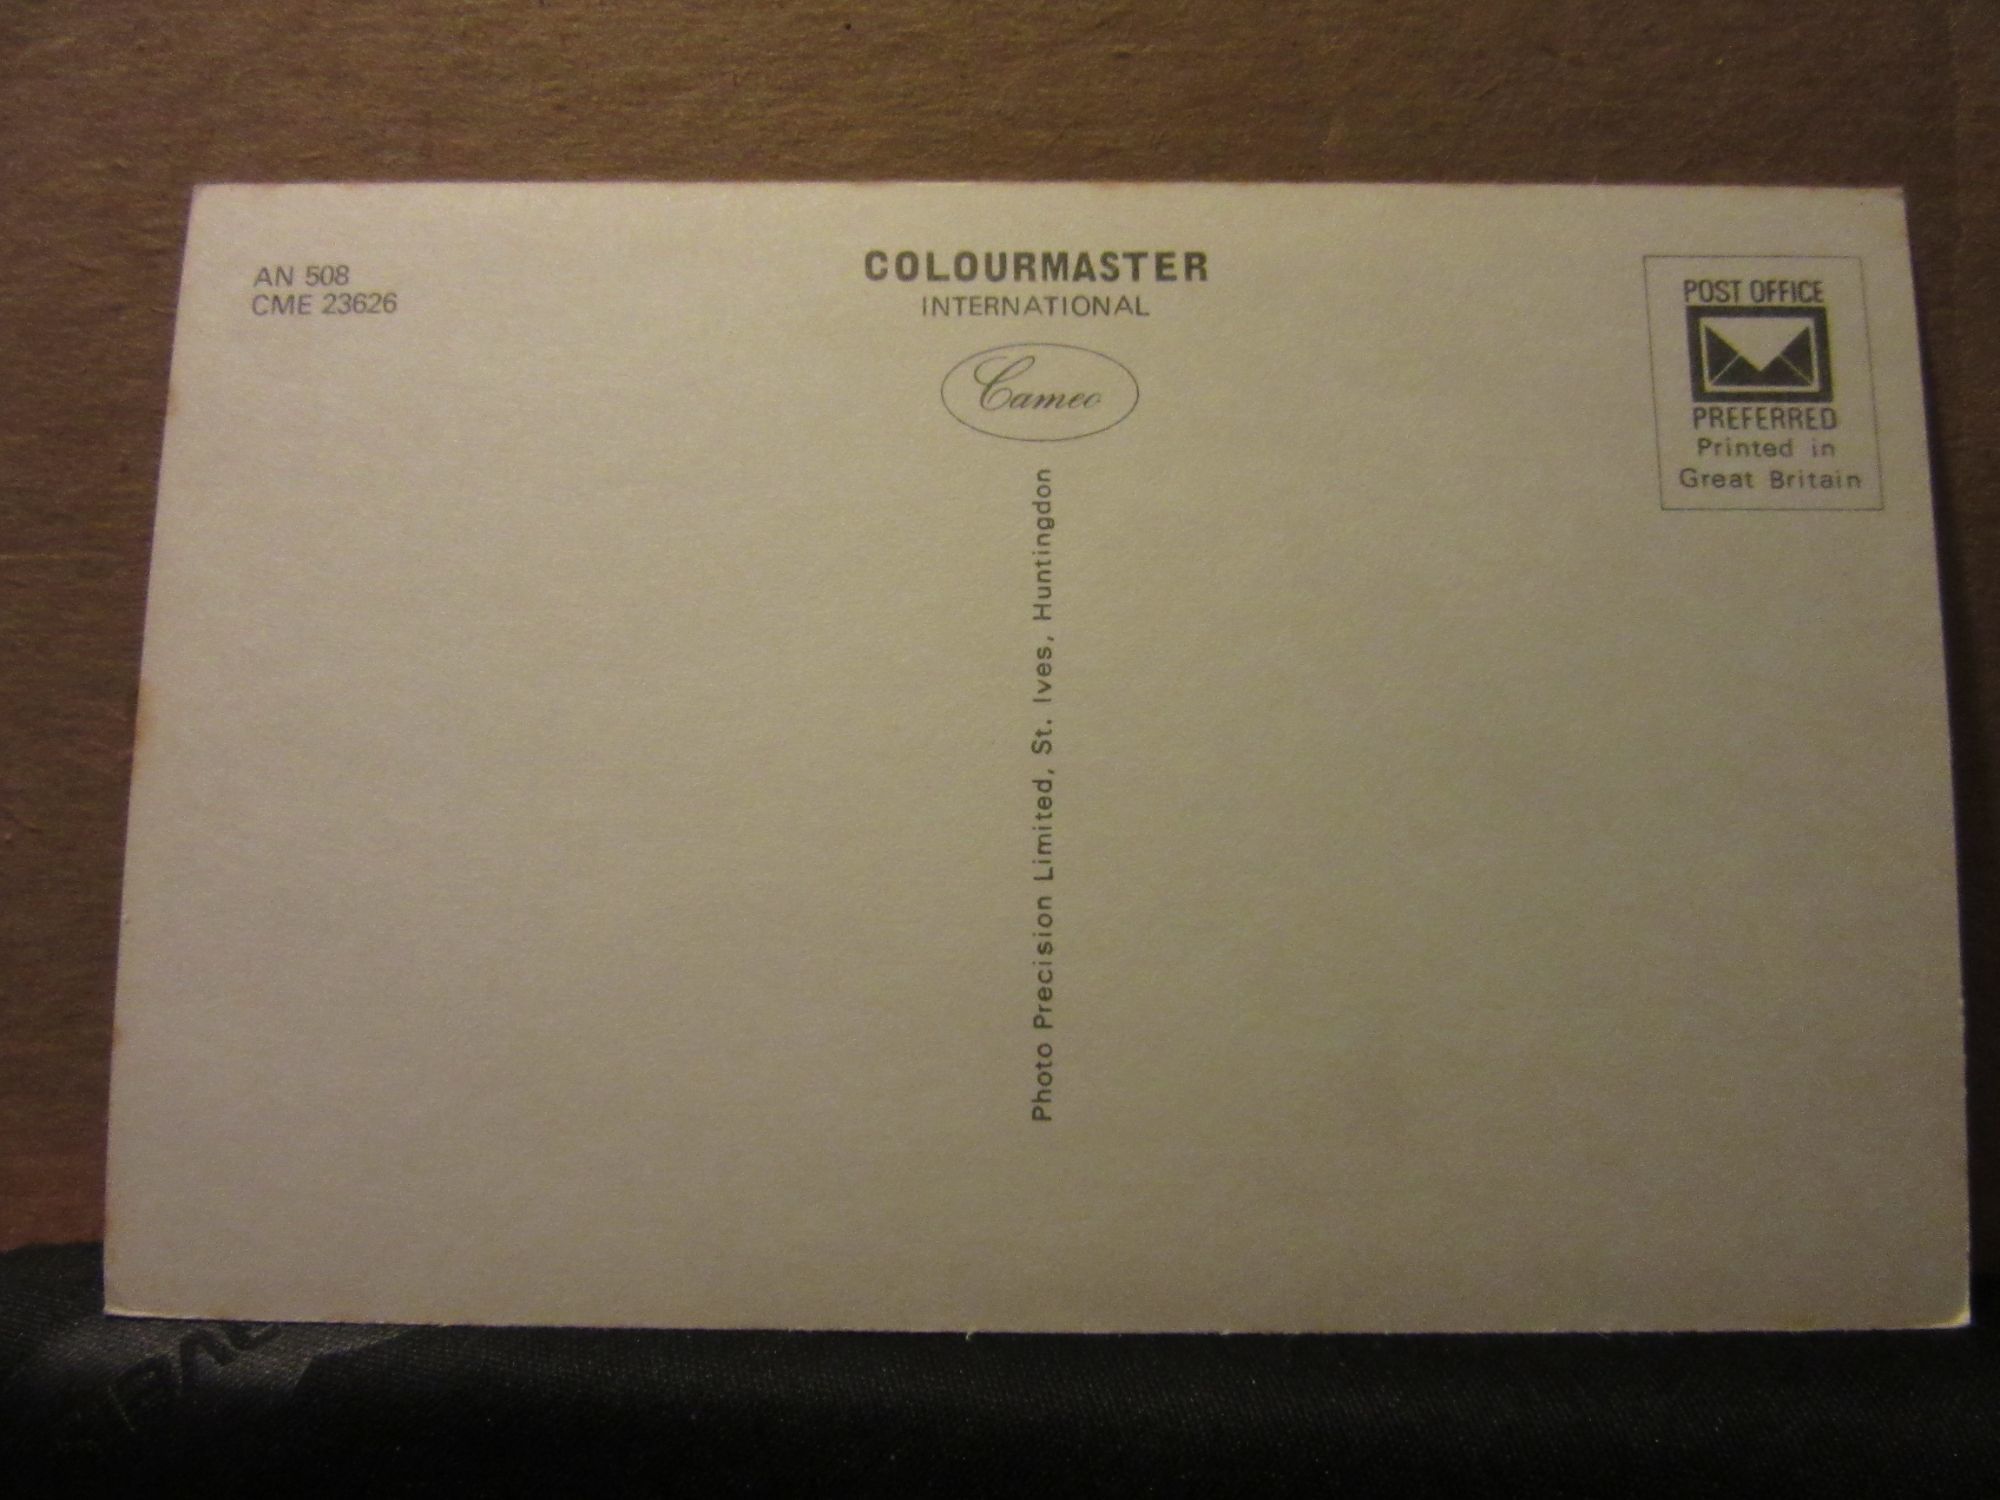 AN 508
CME 23626
COLOURMASTER
INTERNATIONAL
Cameo
Photo Precision Limited, St. Ives, Huntingdon
POST OFFICE
PREFERRED
Printed in
Great Britain